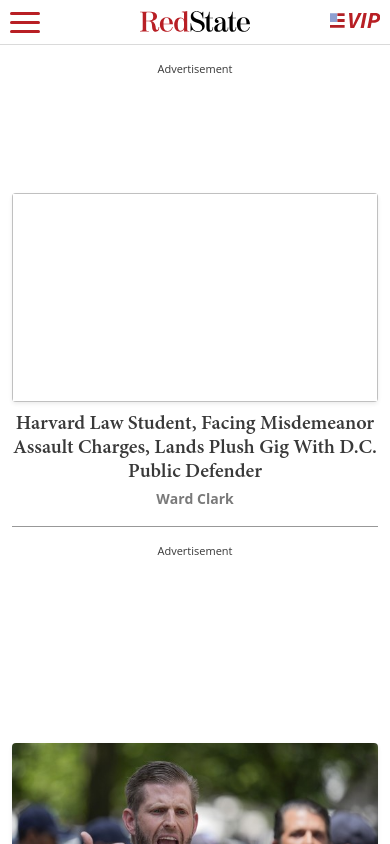 RedState
VIP
Advertisement
Harvard Law Student, Facing Misdemeanor
Assault Charges, Lands Plush Gig With D.C.
Public Defender
Ward Clark
Advertisement